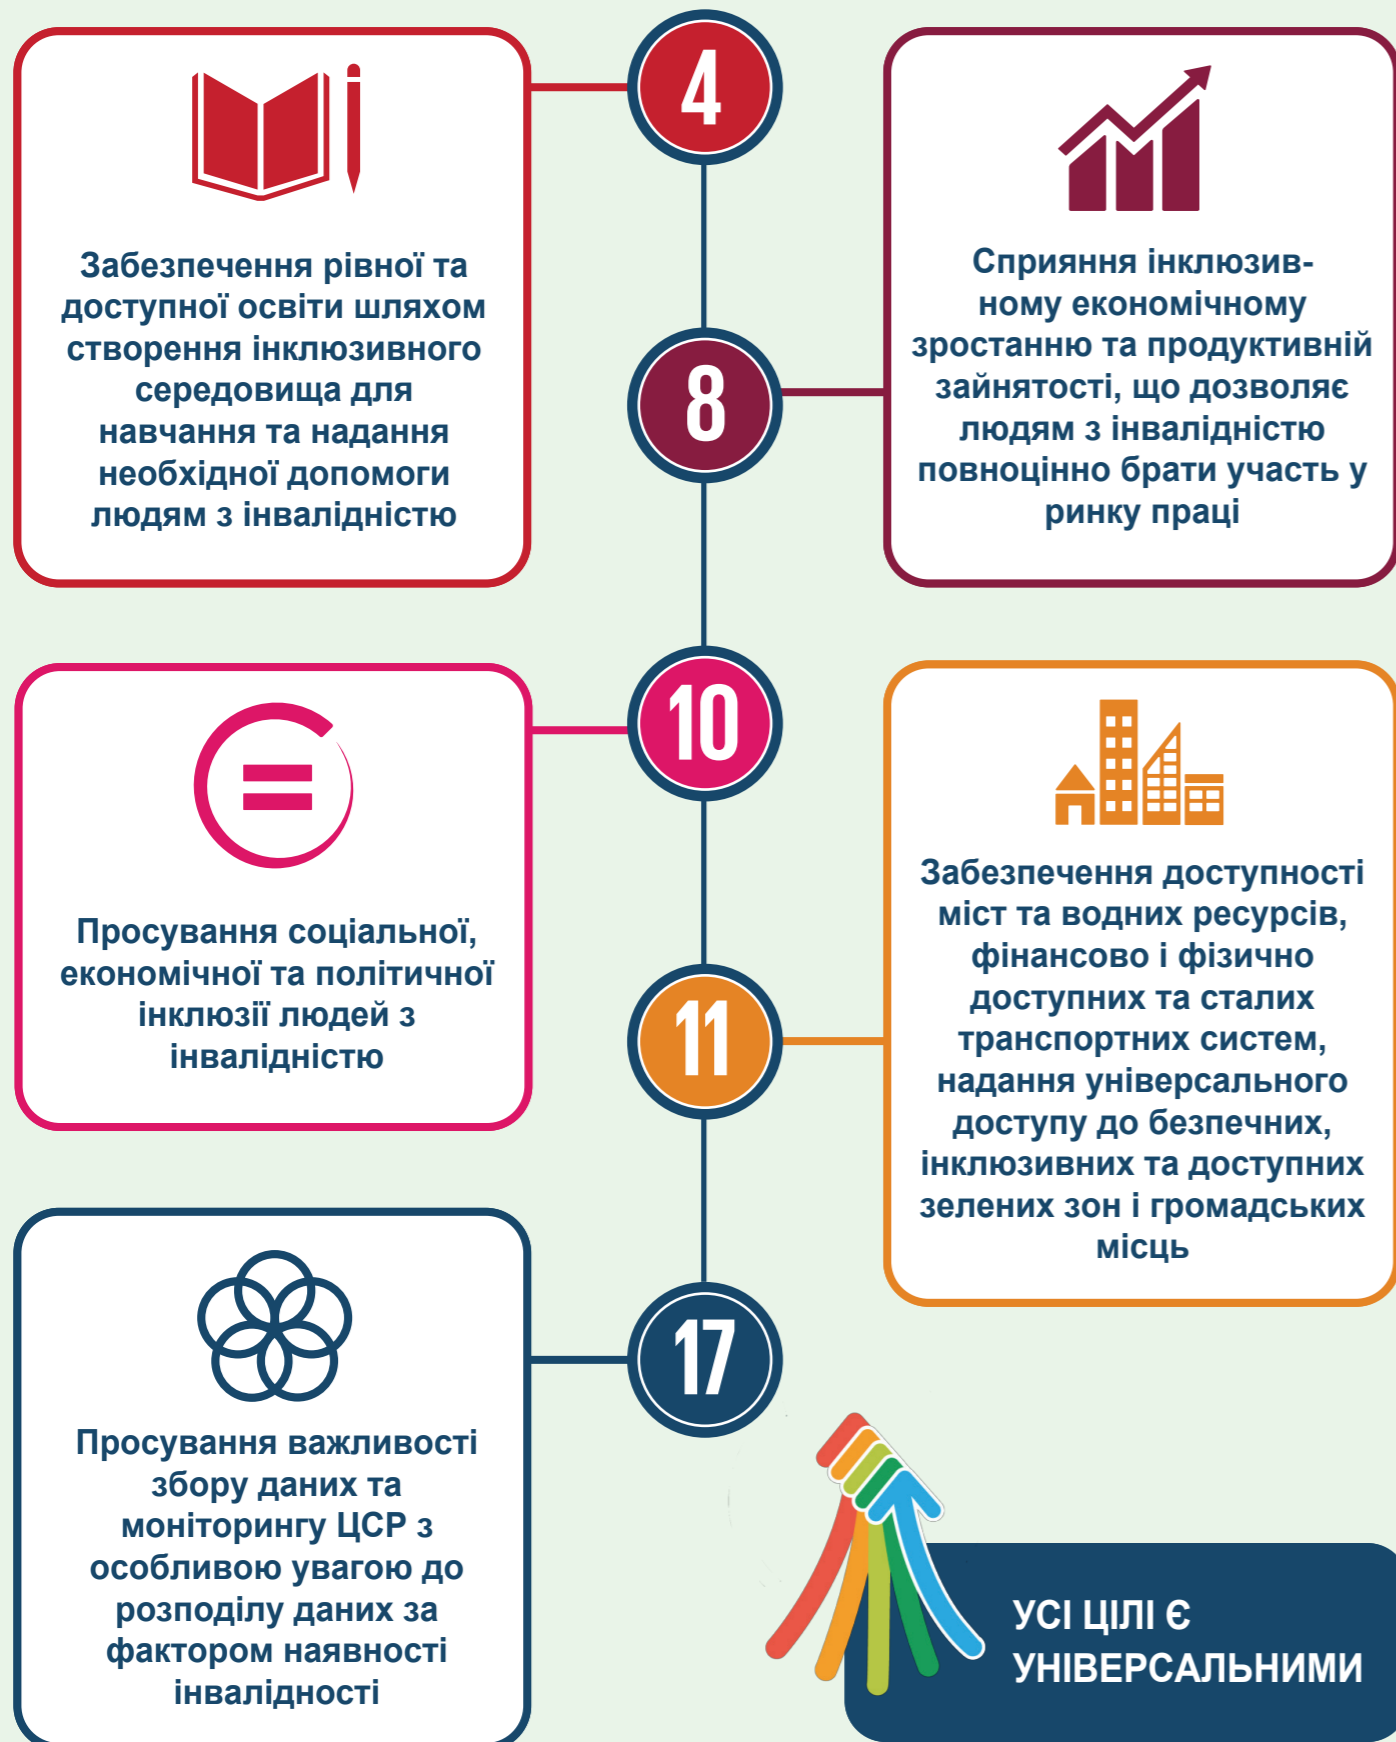 4
Забезпечення рівної та
доступної освіти шляхом
створення інклюзивного
середовища для
навчання та надання
необхідної допомоги
людям з інвалідністю
8
Сприяння інклюзив-
ному економічному
зростанню та продуктивній
зайнятості, що дозволяє
людям з інвалідністю
повноцінно брати участь у
ринку праці
10
Просування соціальної,
економічної та політичної
інклюзії людей з
інвалідністю
11
Забезпечення доступності
міст та водних ресурсів,
фінансово і фізично
доступних та сталих
транспортних систем,
надання універсального
доступу до безпечних,
інклюзивних та доступних
зелених зон і громадських
місць
17
Просування важливості
збору даних та
моніторингу ЦСР з
особливою увагою до
розподілу даних за
фактором наявності
інвалідності
УСІ ЦІЛІ Є
УНІВЕРСАЛЬНИМИ